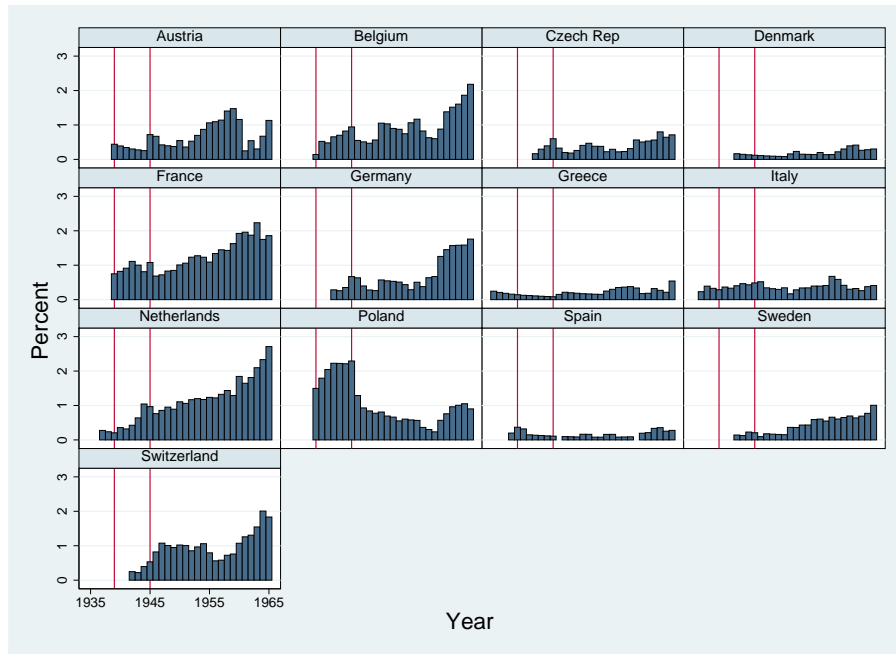 Austria Belgium Czech Rep Denmark
0 1 2 3
France Germany Greece Italy
0 1 2 3
Netherlands Poland Spain Sweden
0 1 2 3
Switzerland
0 1 2 3
1935 1945 1955 1965
Percent
Year